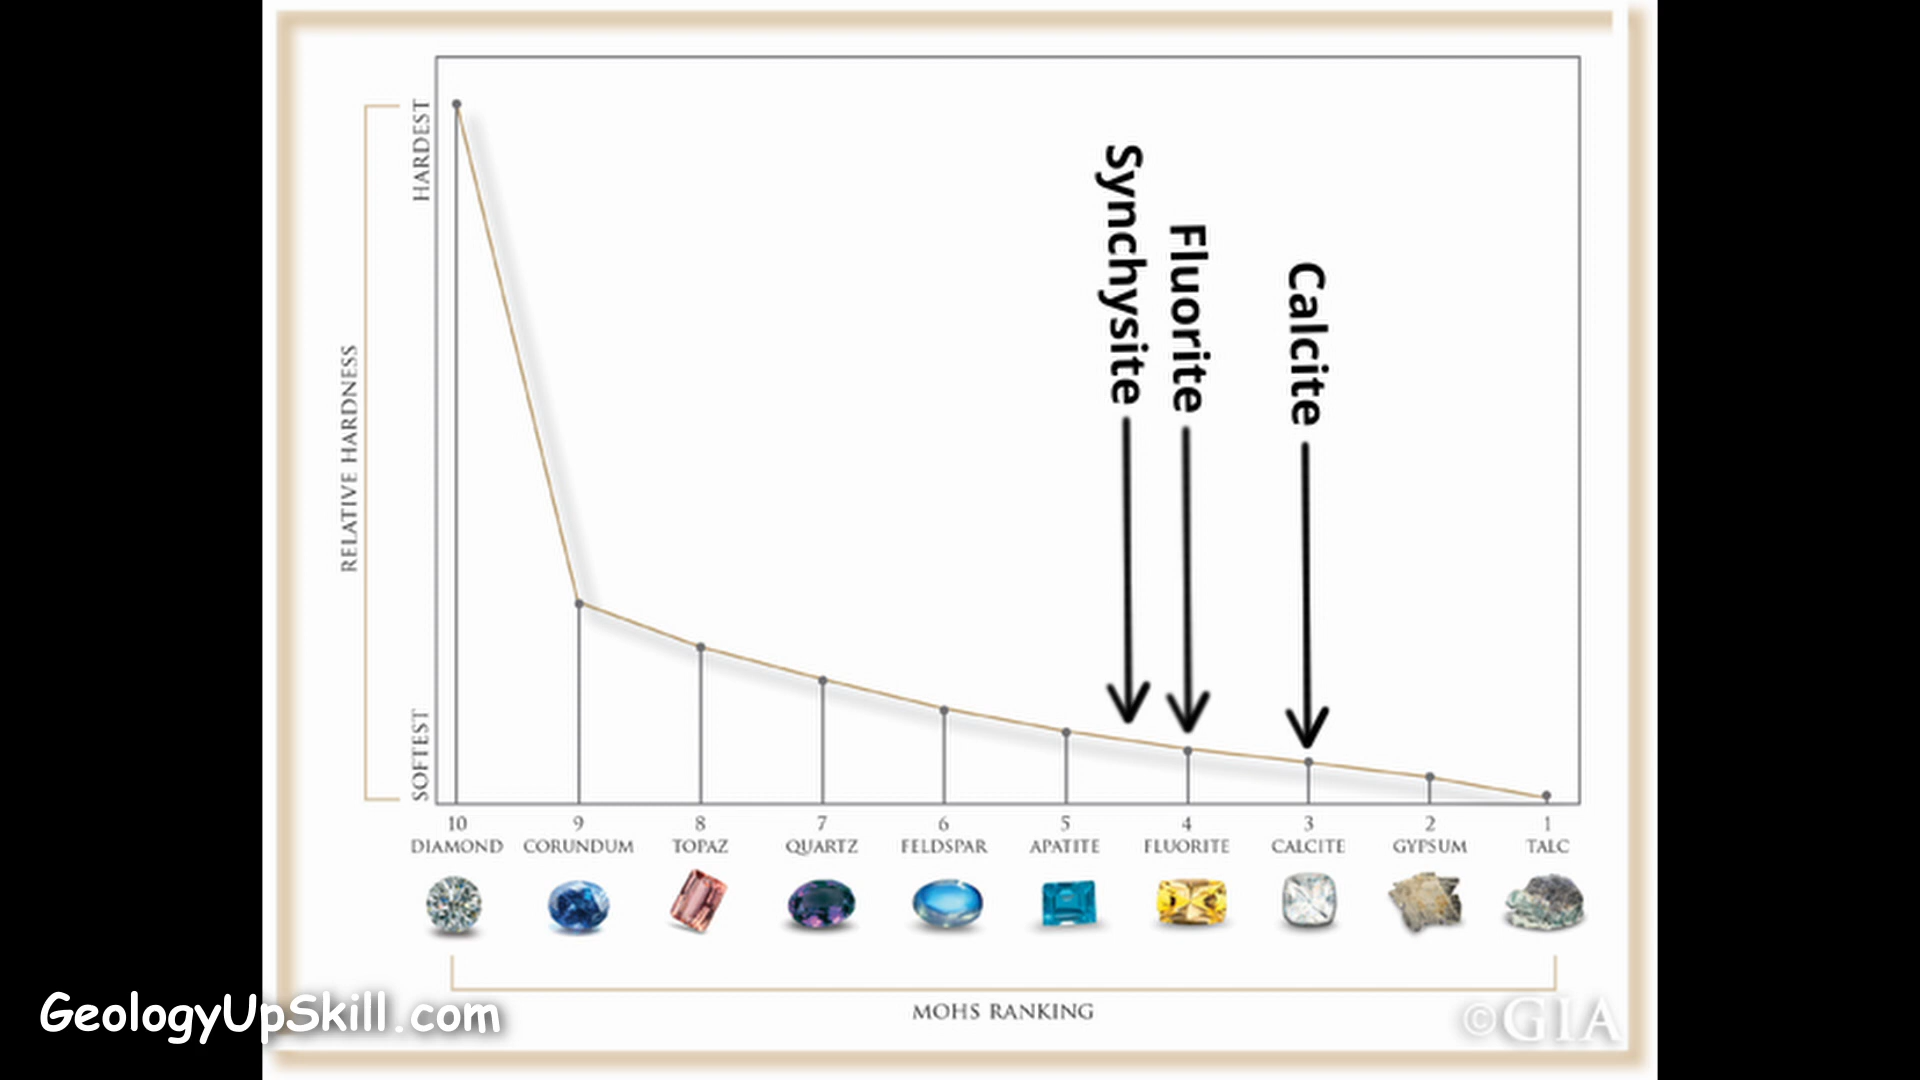 HARDEST
RELATIVE HARDNESS
SOFTEST
Synchysite
Fluorite
Calcite
10 9 8 7 6 5 4 3 2 1
DIAMOND CORUNDUM TOPAZ QUARTZ FELDSPAR APATITE FLUORITE CALCITE GYPSUM TALC
MOHS RANKING
GeologyUpSkill.com
©GIA